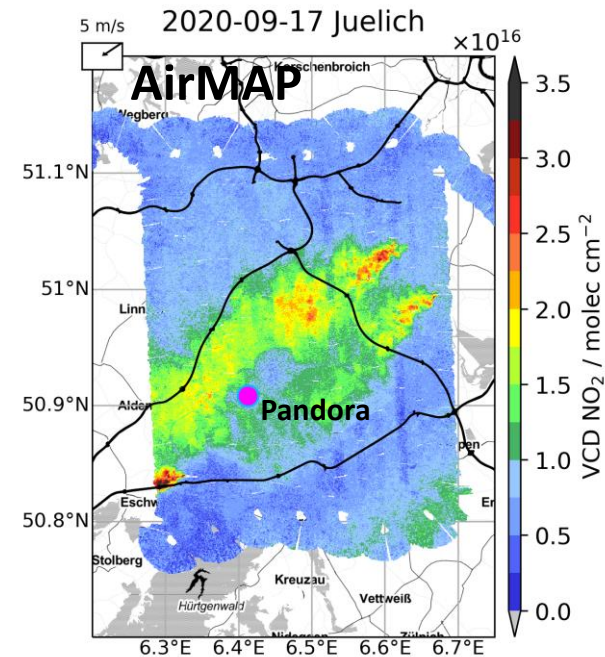 2020-09-17 Juelich
5 m/s
×10¹⁶
AirMAP
Korschenbroich
Wegberg
3.5
3.0
2.5
2.0
1.5
1.0
0.5
0.0
VCD NO₂ / molec cm⁻²
51.1°N
51°N
50.9°N
50.8°N
Linn
Alden
Pandora
pen
Eschw
Er
Stolberg
Kreuzau
Hürtgenwald
Vettweiß
Nideggen
Zülpich
6.3°E 6.4°E 6.5°E 6.6°E 6.7°E